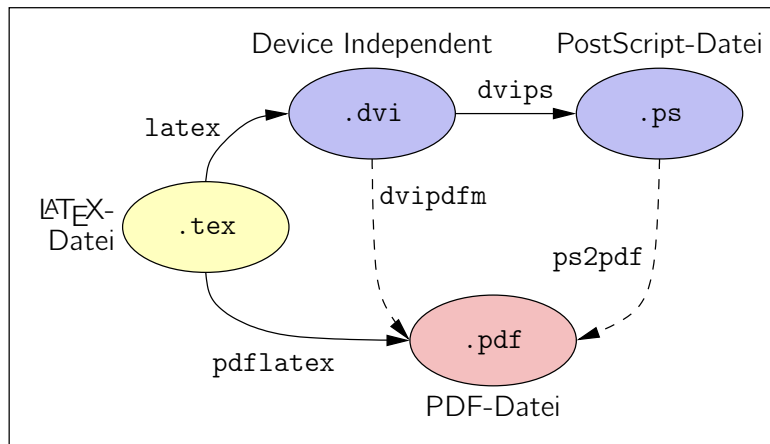 Device Independent
PostScript-Datei
dvips
.dvi
.ps
latex
dvipdfm
LATEX-
Datei
.tex
ps2pdf
.pdf
pdflatex
PDF-Datei